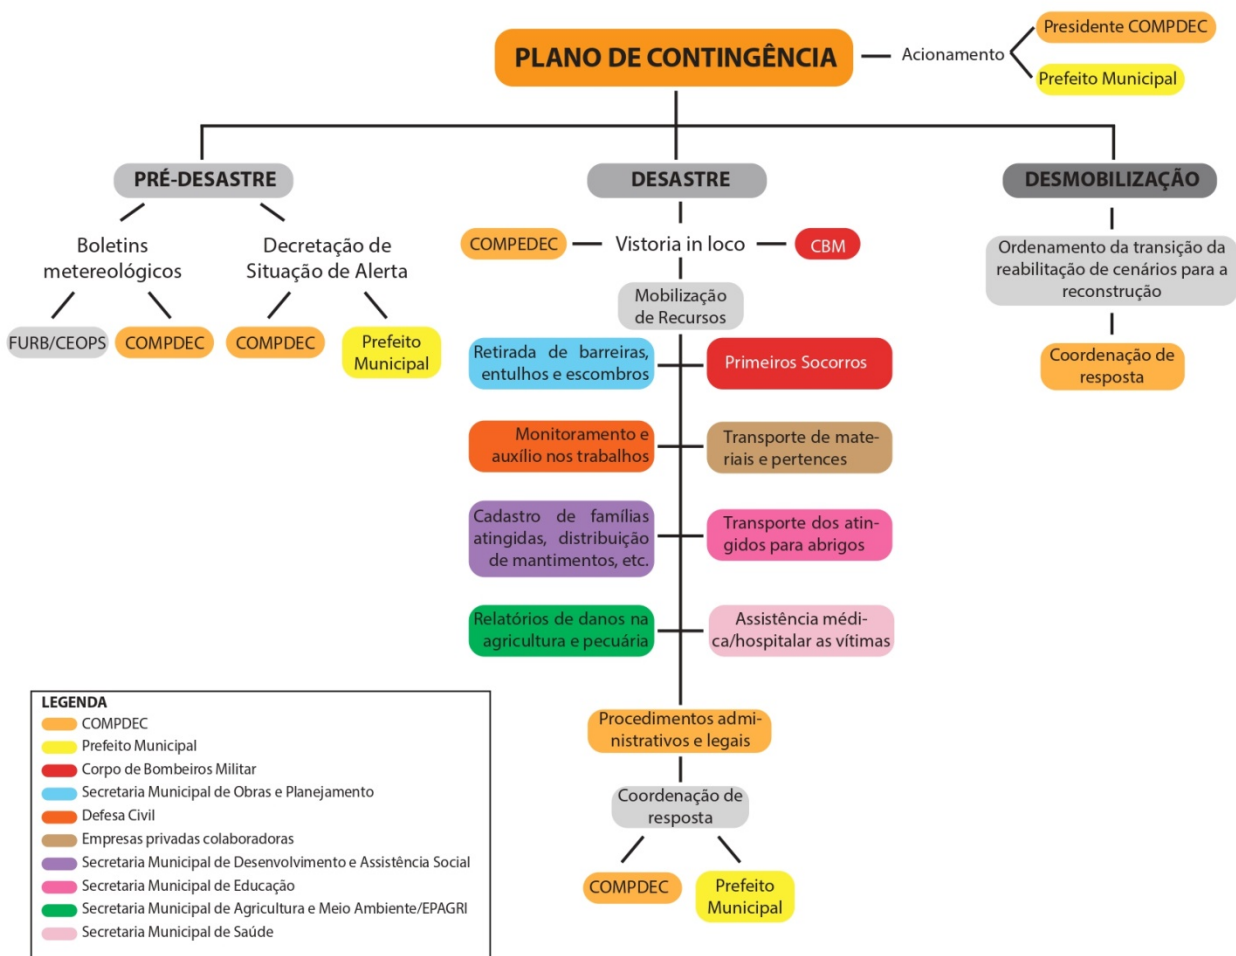 PLANO DE CONTINGÊNCIA
Acionamento
Presidente COMPDEC
Prefeito Municipal
PRÉ-DESASTRE
Boletins
metereológicos
FURB/CEOPS
COMPDEC
Decretação de
Situação de Alerta
COMPDEC
Prefeito
Municipal
DESASTRE
COMPEDEC
Vistoria in loco
CBM
Mobilização
de Recursos
Retirada de barreiras,
entulhos e escombros
Primeiros Socorros
Monitoramento e
auxílio nos trabalhos
Transporte de mate-
riais e pertences
Cadastro de famílias
atingidas, distribuição
de mantimentos, etc.
Transporte dos atin-
gidos para abrigos
Relatórios de danos na
agricultura e pecuária
Assistência médi-
ca/hospitalar as vítimas
Procedimentos admi-
nistrativos e legais
Coordenação de
resposta
COMPDEC
Prefeito
Municipal
DESMOBILIZAÇÃO
Ordenamento da transição da
reabilitação de cenários para a
reconstrução
Coordenação de
resposta
LEGENDA
COMPDEC
Prefeito Municipal
Corpo de Bombeiros Militar
Secretaria Municipal de Obras e Planejamento
Defesa Civil
Empresas privadas colaboradoras
Secretaria Municipal de Desenvolvimento e Assistência Social
Secretaria Municipal de Educação
Secretaria Municipal de Agricultura e Meio Ambiente/EPAGRI
Secretaria Municipal de Saúde